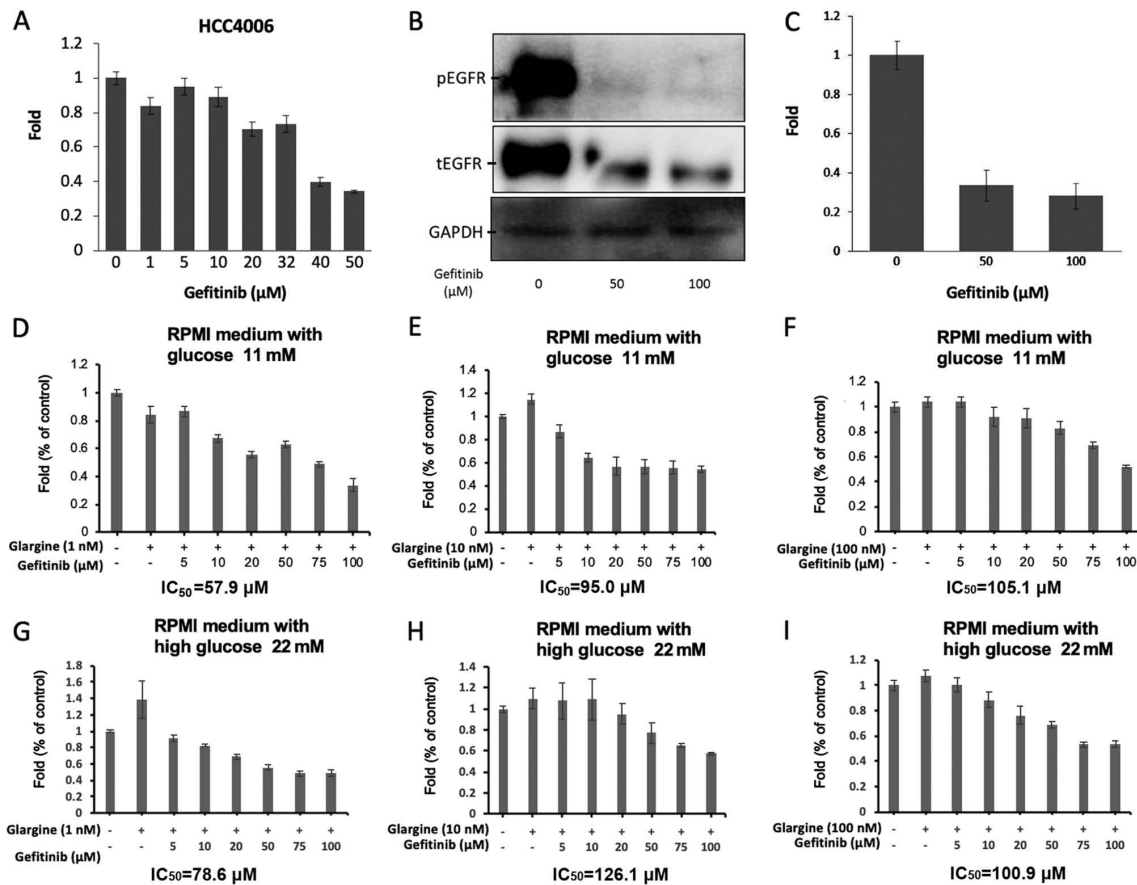 A
HCC4006
Fold
1.2
1
0.8
0.6
0.4
0.2
0
0 1 5 10 20 32 40 50
Gefitinib (μM)
B
pEGFR
tEGFR
GAPDH
Gefitinib
(μM)
0 50 100
C
Fold
1.2
1
0.8
0.6
0.4
0.2
0
0 50 100
Gefitinib (μM)
D
RPMI medium with
glucose 11 mM
Fold (% of control)
1.2
1
0.8
0.6
0.4
0.2
0
Glargine (1 nM) - + + + + + + +
Gefitinib (μM) - - 5 10 20 50 75 100
IC50=57.9 μM
E
RPMI medium with
glucose 11 mM
Fold (% of control)
1.4
1.2
1
0.8
0.6
0.4
0.2
0
Glargine (10 nM) - + + + + + + +
Gefitinib (μM) - - 5 10 20 50 75 100
IC50=95.0 μM
F
RPMI medium with
glucose 11 mM
Fold (% of control)
1.2
1
0.8
0.6
0.4
0.2
0
Glargine (100 nM) - + + + + + + +
Gefitinib (μM) - - 5 10 20 50 75 100
IC50=105.1 μM
G
RPMI medium with
high glucose 22 mM
Fold (% of control)
1.8
1.6
1.4
1.2
1
0.8
0.6
0.4
0.2
0
Glargine (1 nM) - + + + + + + +
Gefitinib (μM) - - 5 10 20 50 75 100
IC50=78.6 μM
H
RPMI medium with
high glucose 22 mM
Fold (% of control)
1.4
1.2
1
0.8
0.6
0.4
0.2
0
Glargine (10 nM) - + + + + + + +
Gefitinib (μM) - - 5 10 20 50 75 100
IC50=126.1 μM
I
RPMI medium with
high glucose 22 mM
Fold (% of control)
1.2
1
0.8
0.6
0.4
0.2
0
Glargine (100 nM) - + + + + + + +
Gefitinib (μM) - - 5 10 20 50 75 100
IC50=100.9 μM